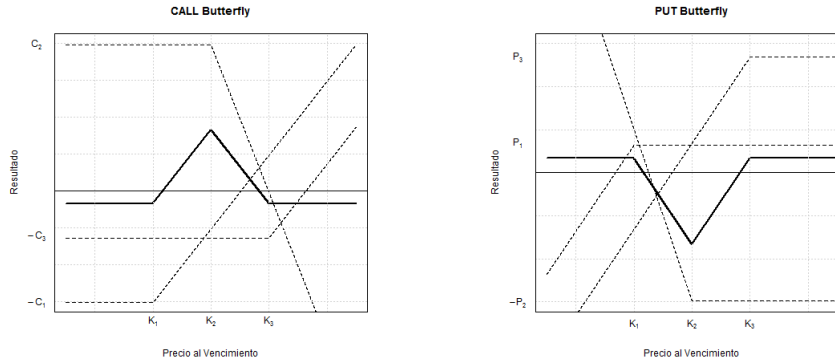 CALL Butterfly
C₂
−C₃
−C₁
Resultado
K₁ K₂ K₃
Precio al Vencimiento
PUT Butterfly
P₃
P₁
−P₂
Resultado
K₁ K₂ K₃
Precio al Vencimiento